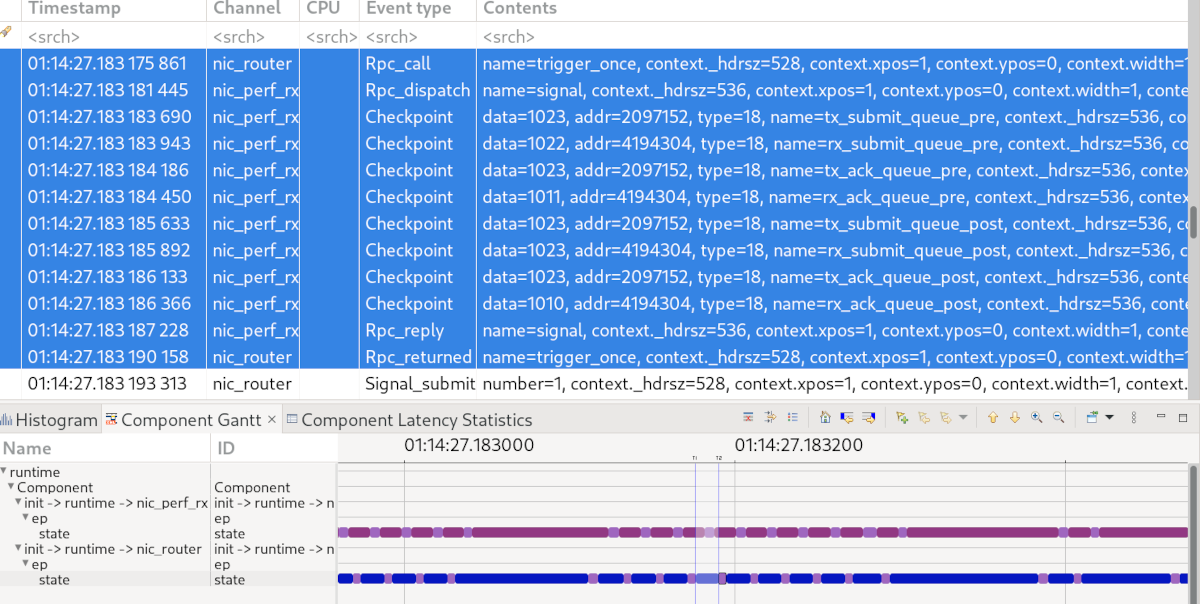 Timestamp Channel CPU Event type Contents
<srch> <srch> <srch> <srch> <srch>
01:14:27.183 175 861 nic_router Rpc_call name=trigger_once, context._hdrsz=528, context.xpos=1, context.ypos=0, context.width=1
01:14:27.183 181 445 nic_perf_rx Rpc_dispatch name=signal, context._hdrsz=536, context.xpos=1, context.ypos=0, context.width=1, conte
01:14:27.183 183 690 nic_perf_rx Checkpoint data=1023, addr=2097152, type=18, name=tx_submit_queue_pre, context._hdrsz=536, co
01:14:27.183 183 943 nic_perf_rx Checkpoint data=1022, addr=4194304, type=18, name=rx_submit_queue_pre, context._hdrsz=536, co
01:14:27.183 184 186 nic_perf_rx Checkpoint data=1023, addr=2097152, type=18, name=tx_ack_queue_pre, context._hdrsz=536, conte
01:14:27.183 184 450 nic_perf_rx Checkpoint data=1011, addr=4194304, type=18, name=rx_ack_queue_pre, context._hdrsz=536, conte
01:14:27.183 185 633 nic_perf_rx Checkpoint data=1023, addr=2097152, type=18, name=tx_submit_queue_post, context._hdrsz=536, c
01:14:27.183 185 892 nic_perf_rx Checkpoint data=1023, addr=4194304, type=18, name=rx_submit_queue_post, context._hdrsz=536, c
01:14:27.183 186 133 nic_perf_rx Checkpoint data=1023, addr=2097152, type=18, name=tx_ack_queue_post, context._hdrsz=536, cont
01:14:27.183 186 366 nic_perf_rx Checkpoint data=1010, addr=4194304, type=18, name=rx_ack_queue_post, context._hdrsz=536, cont
01:14:27.183 187 228 nic_perf_rx Rpc_reply name=signal, context._hdrsz=536, context.xpos=1, context.ypos=0, context.width=1, conte
01:14:27.183 190 158 nic_router Rpc_returned name=trigger_once, context._hdrsz=528, context.xpos=1, context.ypos=0, context.width=1
01:14:27.183 193 313 nic_router Signal_submit number=1, context._hdrsz=528, context.xpos=1, context.ypos=0, context.width=1, context.
Histogram Component Gantt × Component Latency Statistics
Name ID 01:14:27.183000 01:14:27.183200
T1 T2
runtime
Component Component
init -> runtime -> nic_perf_rx init -> runtime -> n
ep ep
state state
init -> runtime -> nic_router init -> runtime -> n
ep ep
state state